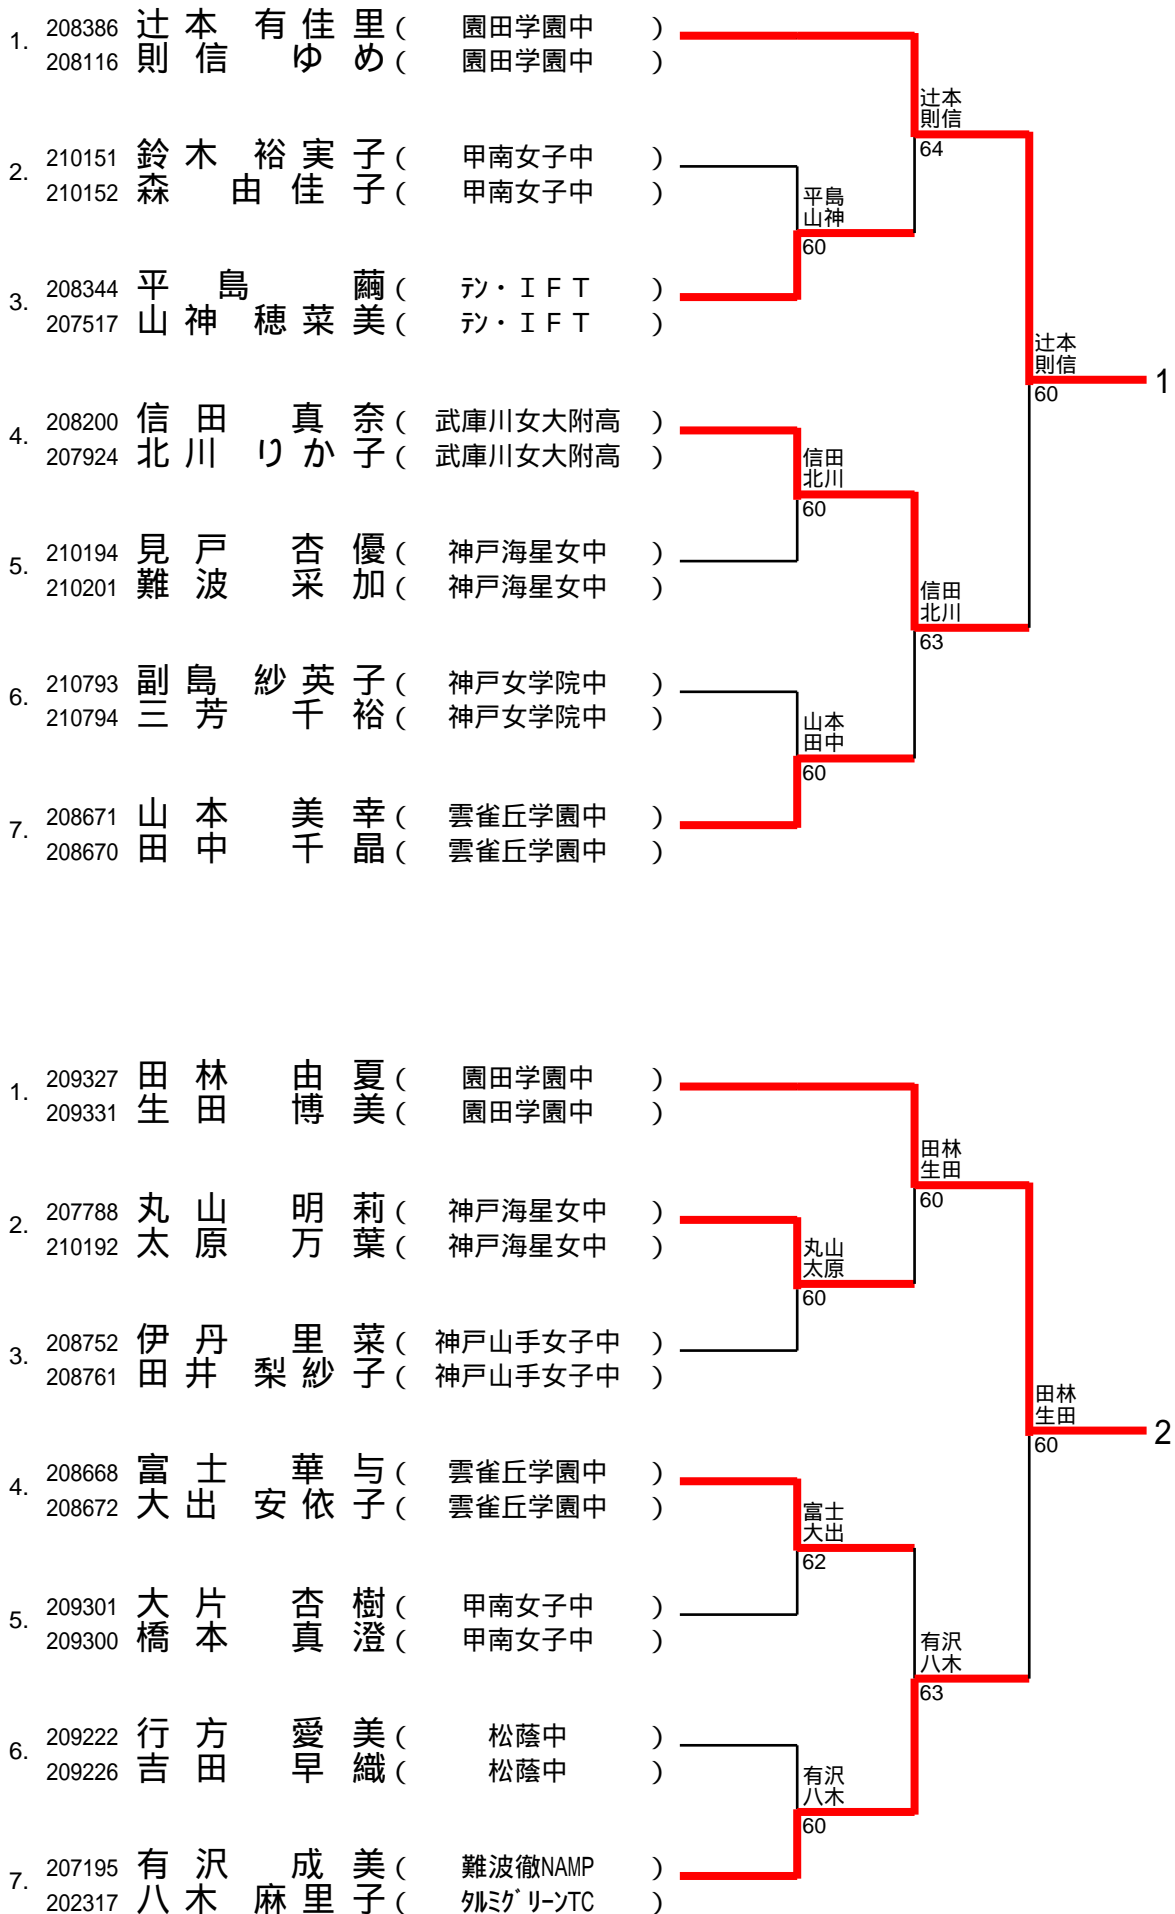 1. 208386 辻本 有佳里 ( 園田学園中 )
208116 則信 ゆめ ( 園田学園中 )
辻本
則信
64
2. 210151 鈴木 裕実子 ( 甲南女子中 )
210152 森 由佳子 ( 甲南女子中 )
平島
山神
60
3. 208344 平島 繭 ( テン・IFT )
207517 山神 穂菜美 ( テン・IFT )
辻本
則信
60
1
4. 208200 信田 真奈 ( 武庫川女大附高 )
207924 北川 りか子 ( 武庫川女大附高 )
信田
北川
60
5. 210194 見戸 杏優 ( 神戸海星女中 )
210201 難波 采加 ( 神戸海星女中 )
信田
北川
63
6. 210793 副島 紗英子 ( 神戸女学院中 )
210794 三芳 千裕 ( 神戸女学院中 )
山本
田中
60
7. 208671 山本 美幸 ( 雲雀丘学園中 )
208670 田中 千晶 ( 雲雀丘学園中 )
1. 209327 田林 由夏 ( 園田学園中 )
209331 生田 博美 ( 園田学園中 )
田林
生田
60
2. 207788 丸山 明莉 ( 神戸海星女中 )
210192 太原 万葉 ( 神戸海星女中 )
丸山
太原
60
3. 208752 伊丹 里菜 ( 神戸山手女子中 )
208761 田井 梨紗子 ( 神戸山手女子中 )
田林
生田
60
2
4. 208668 富士 華与 ( 雲雀丘学園中 )
208672 大出 安依子 ( 雲雀丘学園中 )
富士
大出
62
5. 209301 大片 杏樹 ( 甲南女子中 )
209300 橋本 真澄 ( 甲南女子中 )
有沢
八木
63
6. 209222 行方 愛美 ( 松蔭中 )
209226 吉田 早織 ( 松蔭中 )
有沢
八木
60
7. 207195 有沢 成美 ( 難波徹NAMP )
202317 八木 麻里子 ( タルミグリーンTC )